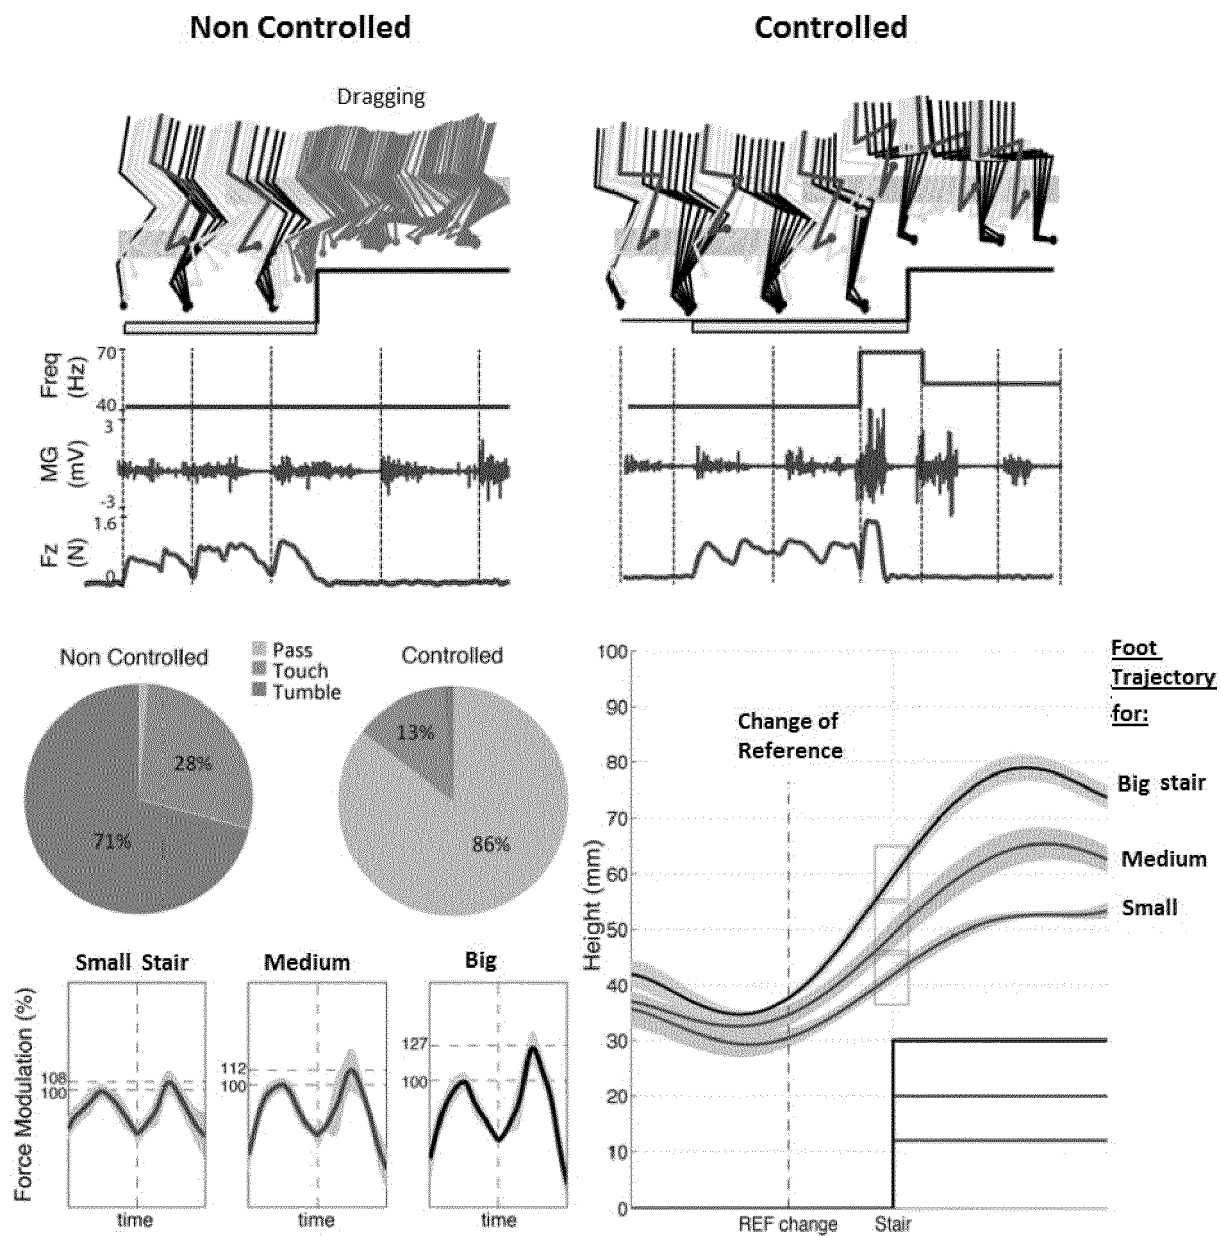 Non Controlled
Controlled
Dragging
Freq
(Hz)
70
40
MG
(mV)
3
-3
Fz
(N)
1.6
0
Non Controlled
Pass
Touch
Tumble
Controlled
28%
71%
13%
86%
Small Stair
Medium
Big
Force Modulation (%)
108
100
112
100
127
100
time
time
time
Height (mm)
100
90
80
70
60
50
40
30
20
10
0
Change of
Reference
REF change
Stair
Foot
Trajectory
for:
Big stair
Medium
Small